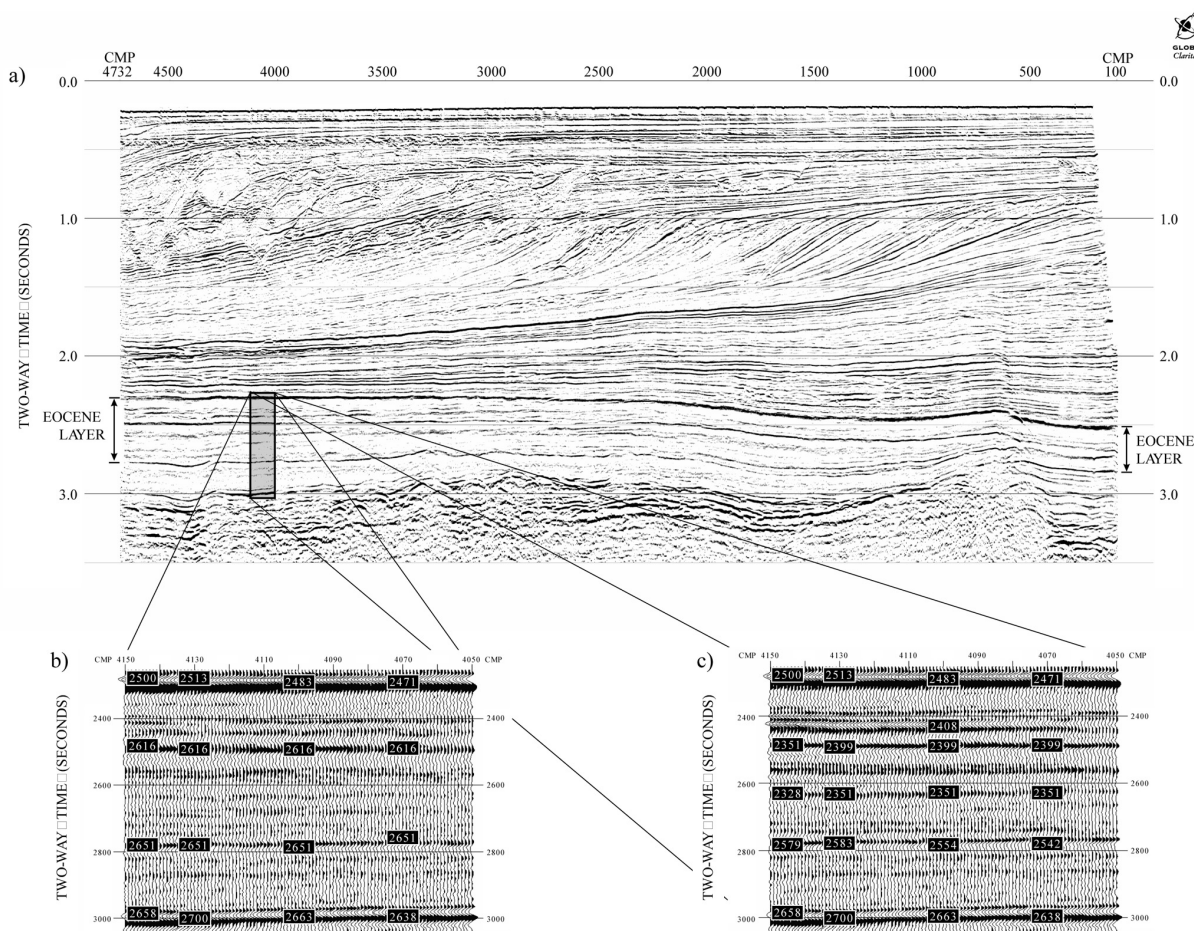 GLOB
Clarita
a)
CMP CMP
4732 4500 4000 3500 3000 2500 2000 1500 1000 500 100
0.0 0.0
1.0 1.0
TWO-WAY□TIME□(SECONDS)
2.0 2.0
EOCENE
LAYER
EOCENE
LAYER
3.0 3.0
b)
CMP 4150 4130 4110 4090 4070 4050 CMP
2500 2513 2483 2471
2400 2400
2616 2616 2616 2616
2600 2600
TWO-WAY□TIME□(SECONDS)
2651 2651 2651 2651
2800 2800
2658 2700 2663 2638
3000 3000
c)
CMP 4150 4130 4110 4090 4070 4050 CMP
2500 2513 2483 2471
2400 2400
2408
2351 2399 2399 2399
2600 2600
2328 2351 2351 2351
TWO-WAY□TIME□(SECONDS)
2579 2583 2554 2542
2800 2800
2658 2700 2663 2638
3000 3000